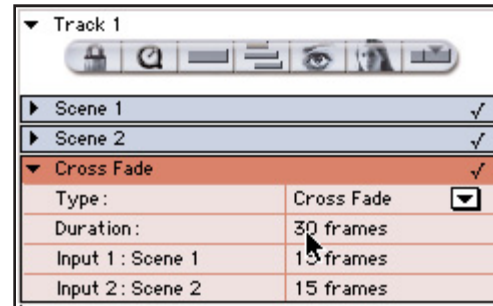 Track 1
Scene 1
Scene 2
Cross Fade
Type: Cross Fade
Duration: 30 frames
Input 1: Scene 1 15 frames
Input 2: Scene 2 15 frames